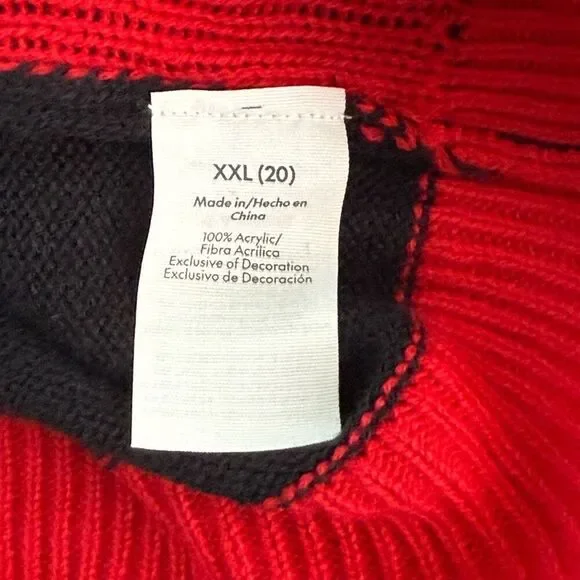 XXL (20)
Made in/Hecho en
China
100% Acrylic/
Fibra Acrílica
Exclusive of Decoration
Exclusivo de Decoración